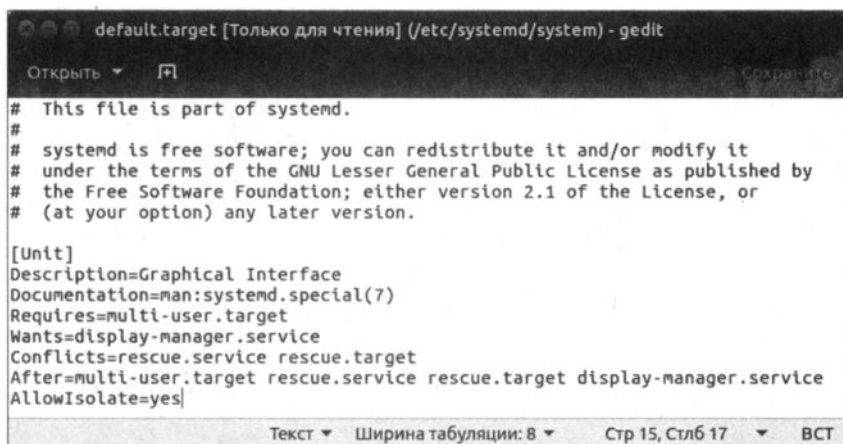 default.target [Только для чтения] (/etc/systemd/system) - gedit
Открыть Сохранить
# This file is part of systemd.
#
# systemd is free software; you can redistribute it and/or modify it
# under the terms of the GNU Lesser General Public License as published by
# the Free Software Foundation; either version 2.1 of the License, or
# (at your option) any later version.
[Unit]
Description=Graphical Interface
Documentation=man:systemd.special(7)
Requires=multi-user.target
Wants=display-manager.service
Conflicts=rescue.service rescue.target
After=multi-user.target rescue.service rescue.target display-manager.service
AllowIsolate=yes
Текст Ширина табуляции: 8 Стр 15, Стлб 17 ВСТ